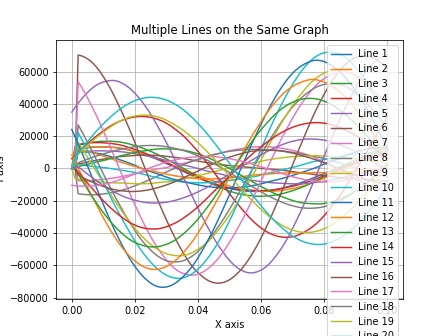 Multiple Lines on the Same Graph
60000
40000
20000
0
−20000
−40000
−60000
−80000
0.00
0.02
0.04
0.06
0.08
X axis
Line 1
Line 2
Line 3
Line 4
Line 5
Line 6
Line 7
Line 8
Line 9
Line 10
Line 11
Line 12
Line 13
Line 14
Line 15
Line 16
Line 17
Line 18
Line 19
Line 20